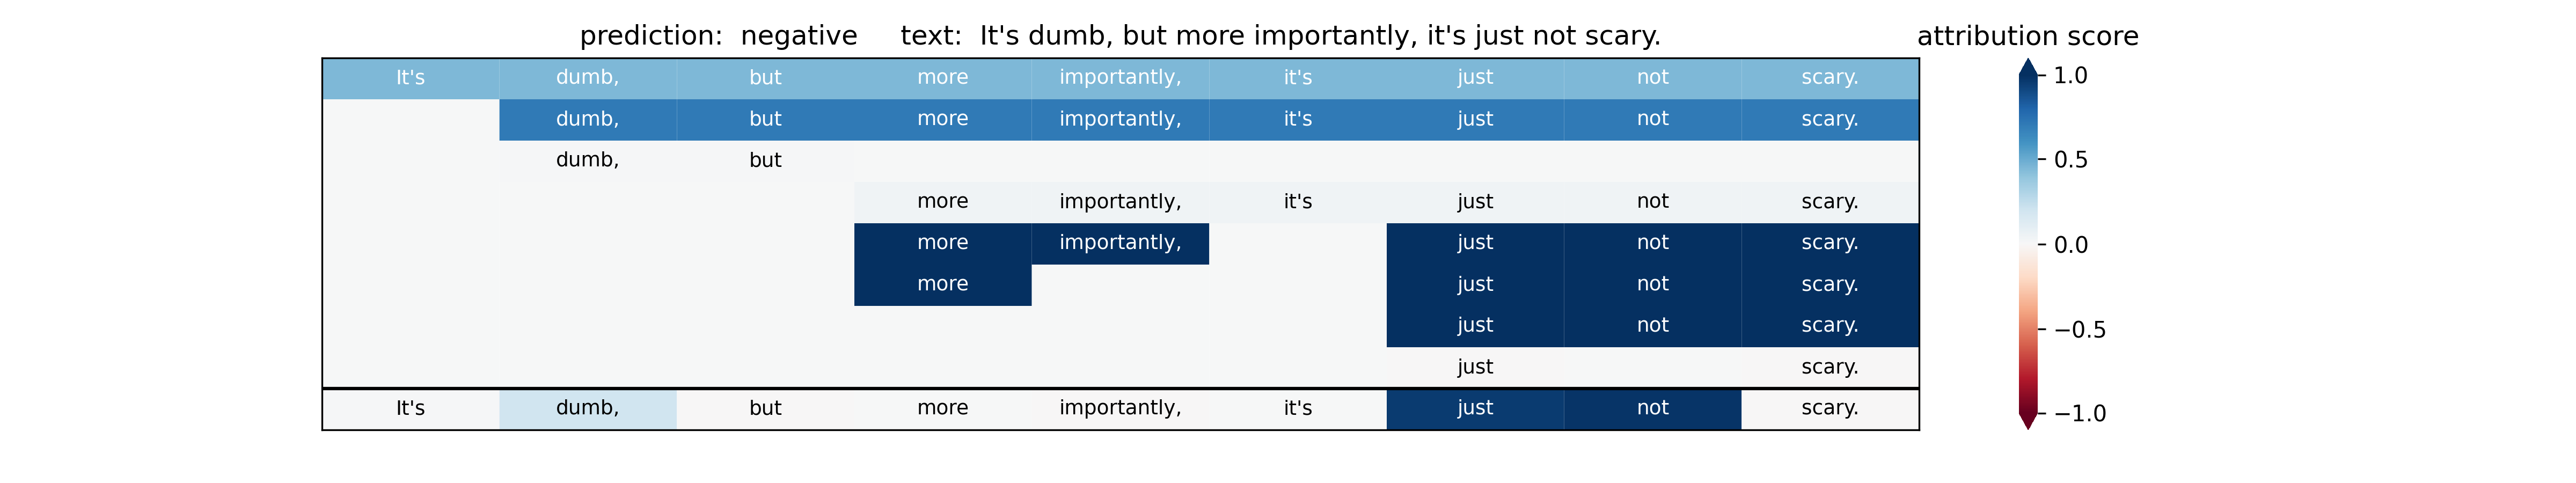 prediction:  negative     text:  It's dumb, but more importantly, it's just not scary.
attribution score
It's dumb, but more importantly, it's just not scary.
dumb, but more importantly, it's just not scary.
dumb, but
more importantly, it's just not scary.
more importantly, just not scary.
more just not scary.
just not scary.
just scary.
It's dumb, but more importantly, it's just not scary.
1.0
0.5
0.0
−0.5
−1.0